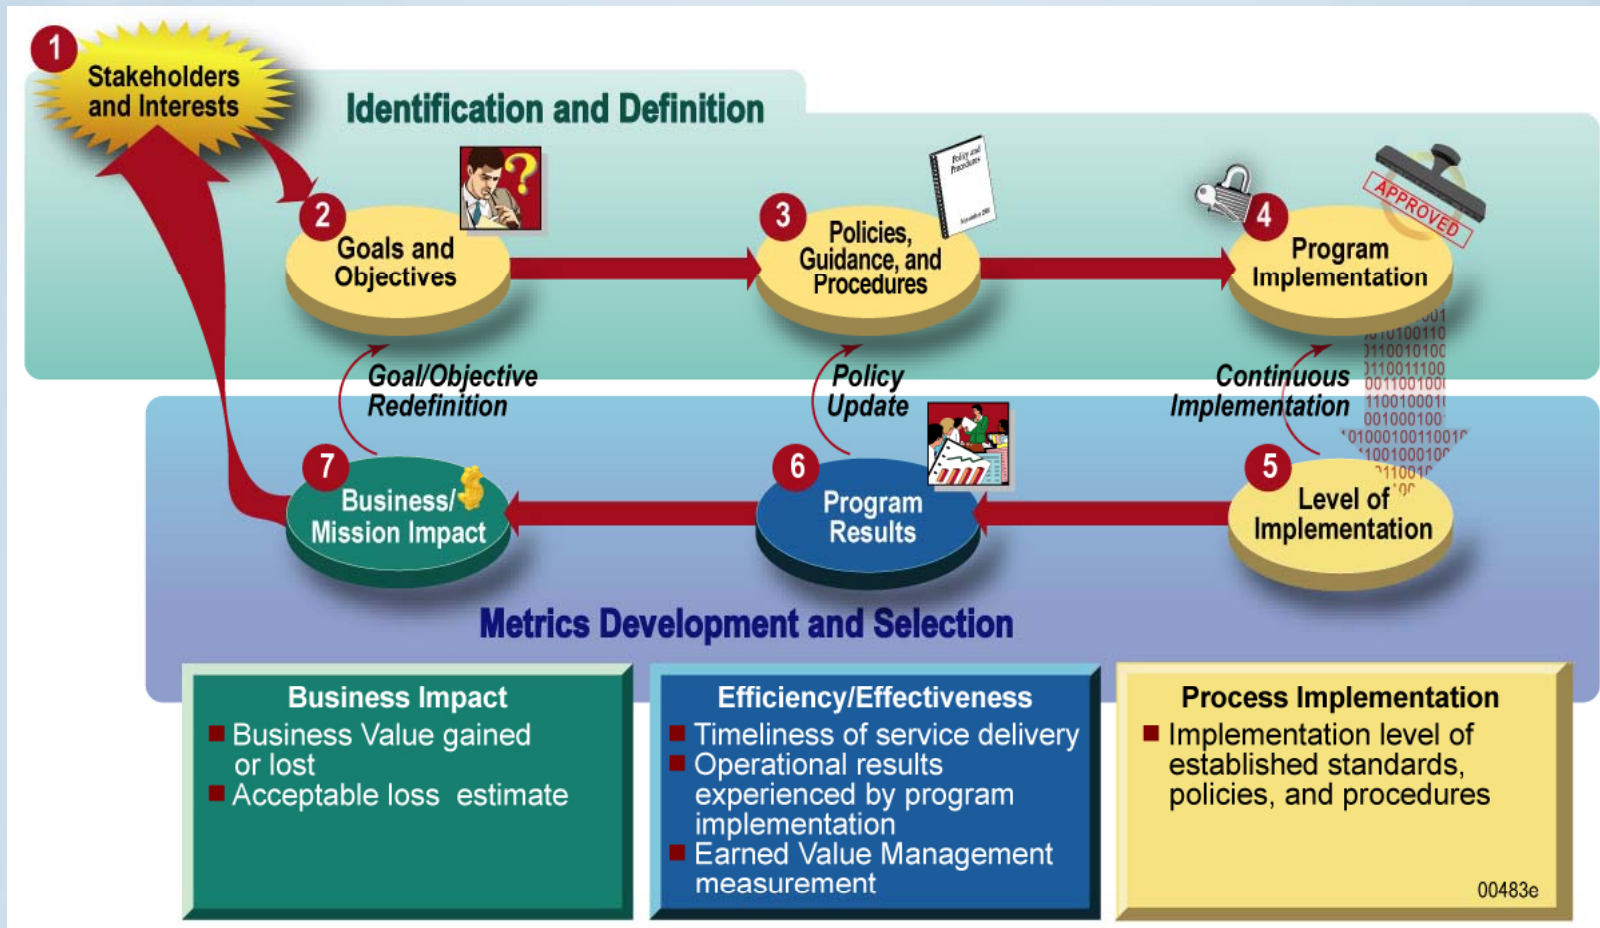 1
Stakeholders
and Interests
Identification and Definition
2
Goals and
Objectives
3
Policies,
Guidance, and
Procedures
Policy and
Procedures
4
Program
Implementation
APPROVED
Goal/Objective
Redefinition
Policy
Update
Continuous
Implementation
7
Business/
Mission Impact
$
6
Program
Results
5
Level of
Implementation
Metrics Development and Selection
Business Impact
Business Value gained
or lost
Acceptable loss estimate
Efficiency/Effectiveness
Timeliness of service delivery
Operational results
experienced by program
implementation
Earned Value Management
measurement
Process Implementation
Implementation level of
established standards,
policies, and procedures
00483e